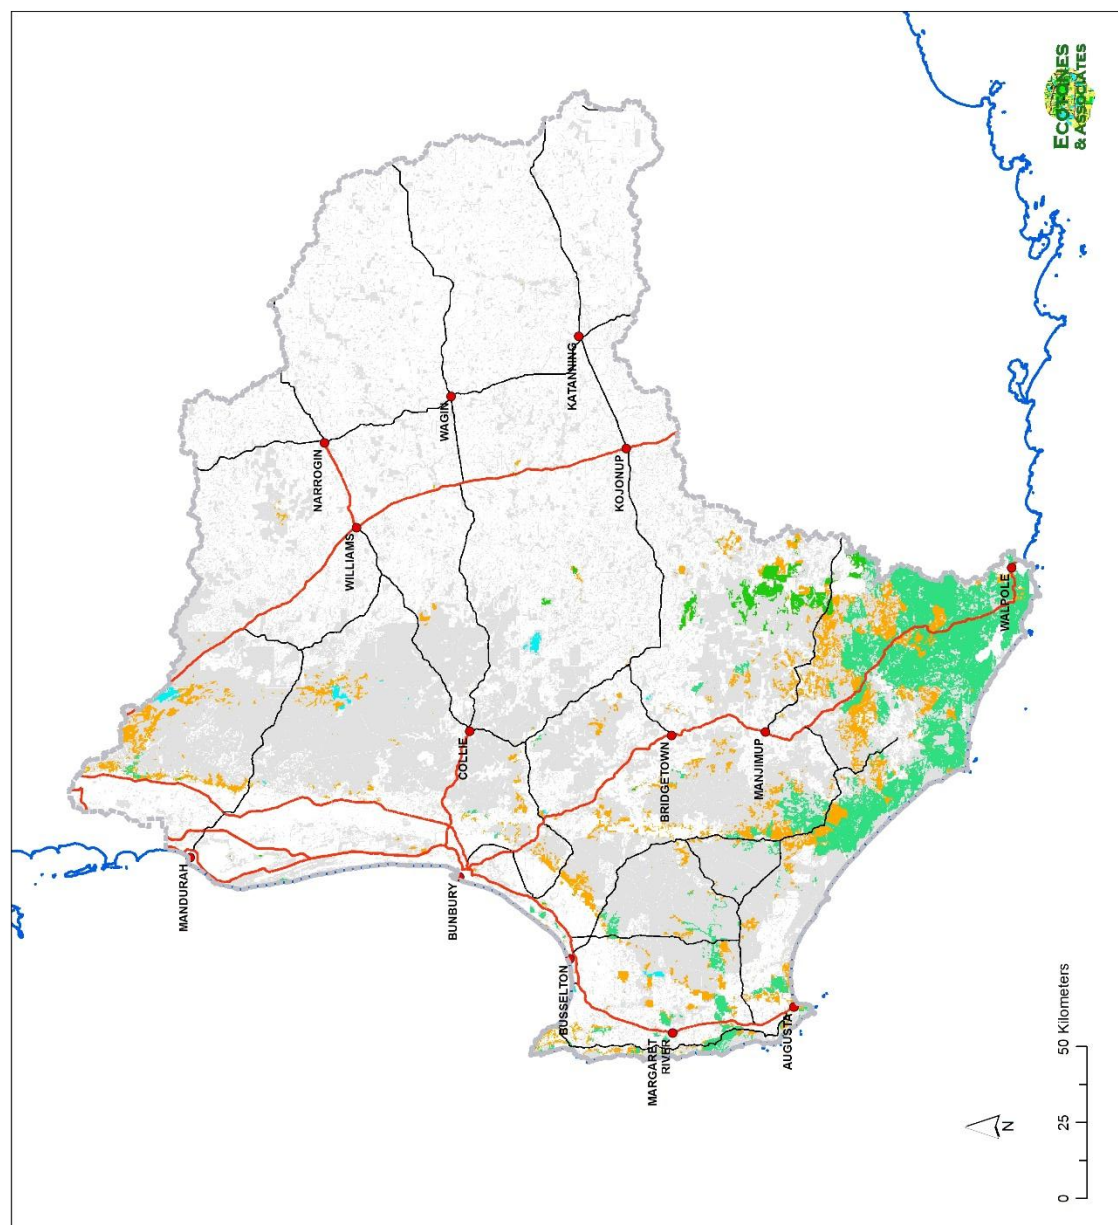 ECOTONES
& ASSOCIATES
MANDURAH
NARROGIN
WILLIAMS
WAGIN
KATANNING
COLLIE
BUNBURY
KOJONUP
BUSSELTON
BRIDGETOWN
MARGARET
RIVER
MANJIMUP
AUGUSTA
WALPOLE
N
0 25 50 Kilometers